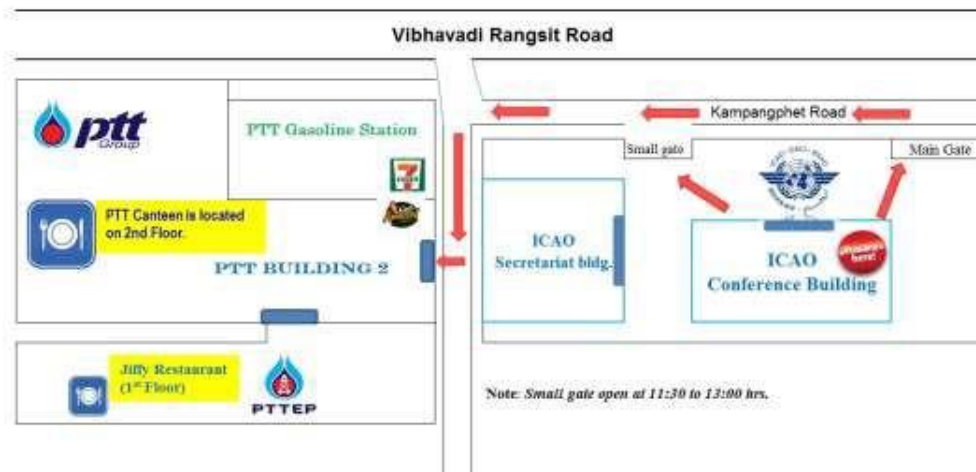 Vibhavadi Rangsit Road
ptt
Group
PTT Gasoline Station
7
Kampangphet Road
Small gate
Main Gate
PTT Canteen is located
on 2nd Floor.
PTT BUILDING 2
ICAO
Secretariat bldg.
ICAO
Conference Building
Jiffy Restaurant
(1st Floor)
PTTEP
Note: Small gate open at 11:30 to 13:00 hrs.